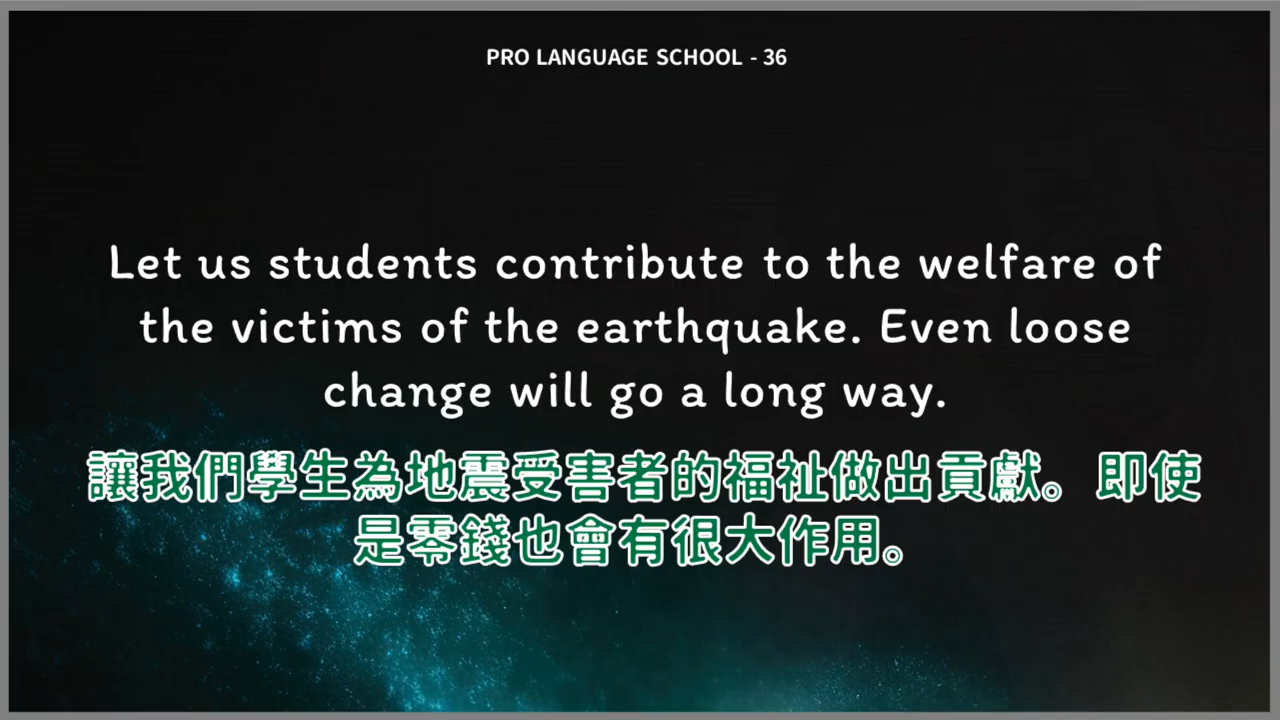 PRO LANGUAGE SCHOOL - 36
Let us students contribute to the welfare of
the victims of the earthquake. Even loose
change will go a long way.
讓我們學生為地震受害者的福祉做出貢獻。即使
是零錢也會有很大作用。